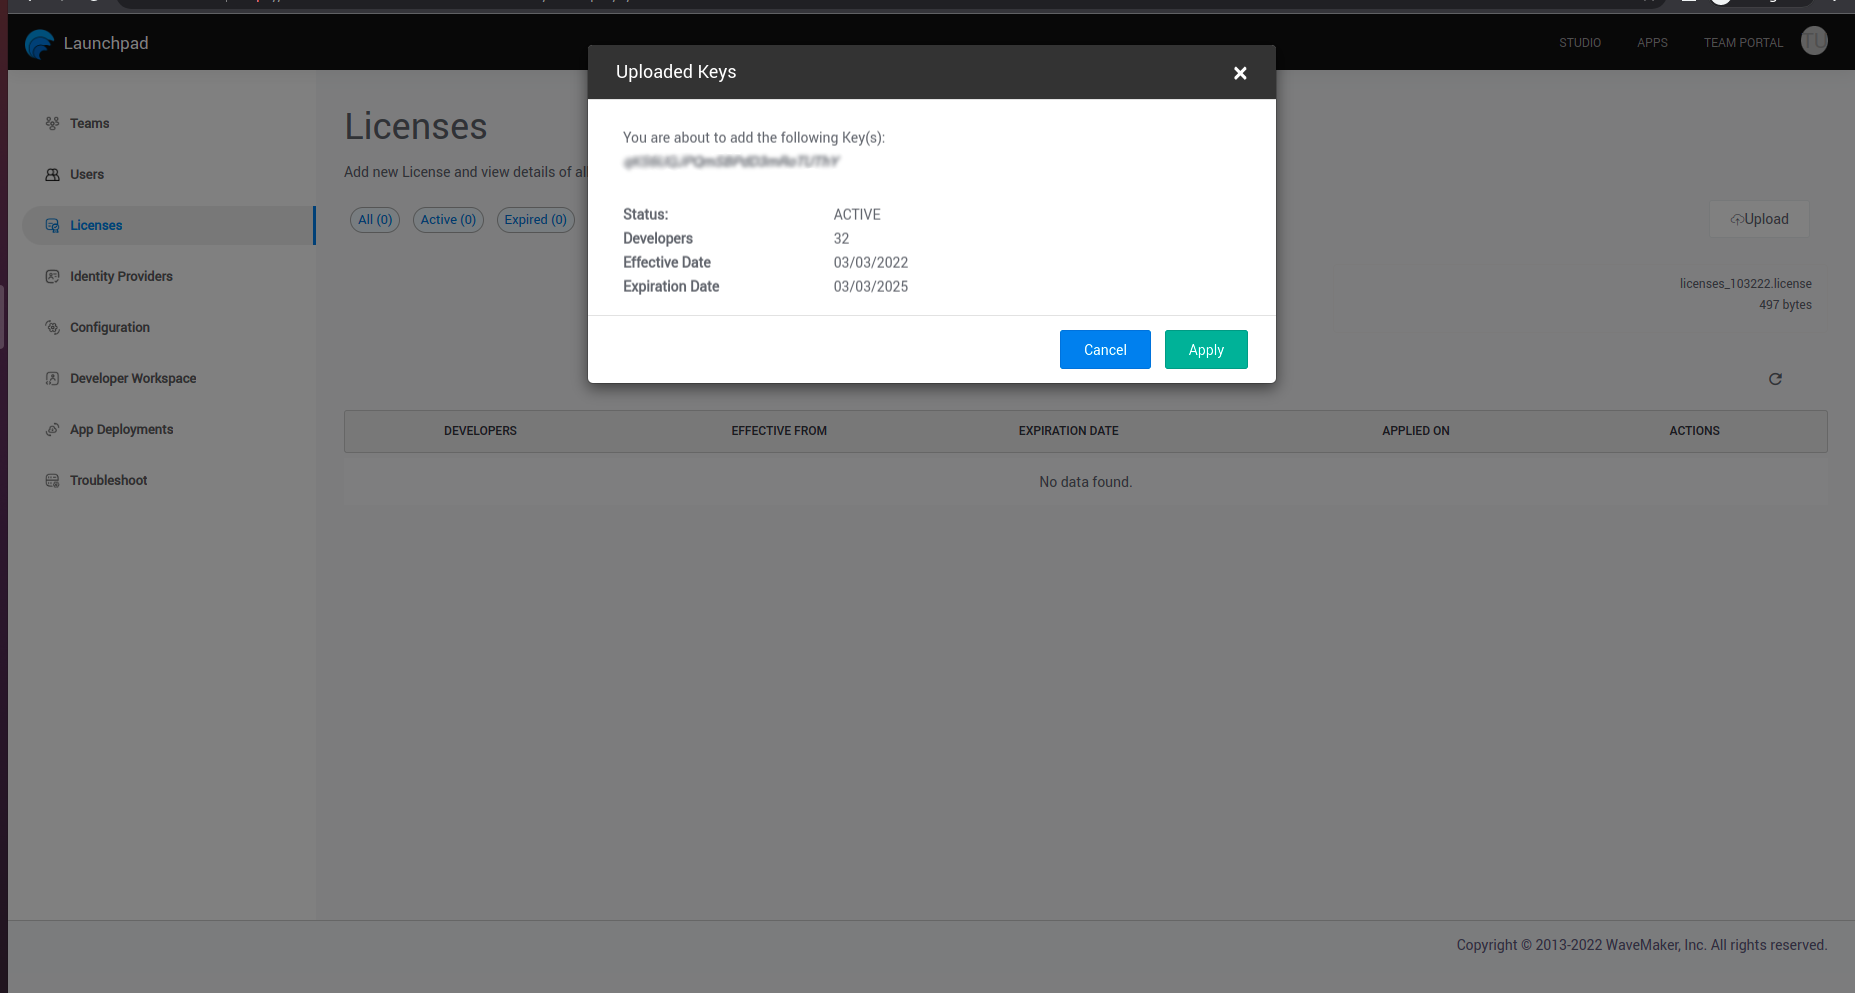 Launchpad
STUDIO
APPS
TEAM PORTAL
TU
Uploaded Keys
You are about to add the following Key(s):
Status: ACTIVE
Developers 32
Effective Date 03/03/2022
Expiration Date 03/03/2025
Cancel
Apply
Teams
Users
Licenses
Identity Providers
Configuration
Developer Workspace
App Deployments
Troubleshoot
Licenses
Add new License and view details of al
All (0)
Active (0)
Expired (0)
Upload
licenses_103222.license
497 bytes
DEVELOPERS EFFECTIVE FROM EXPIRATION DATE APPLIED ON ACTIONS
No data found.
Copyright © 2013-2022 WaveMaker, Inc. All rights reserved.